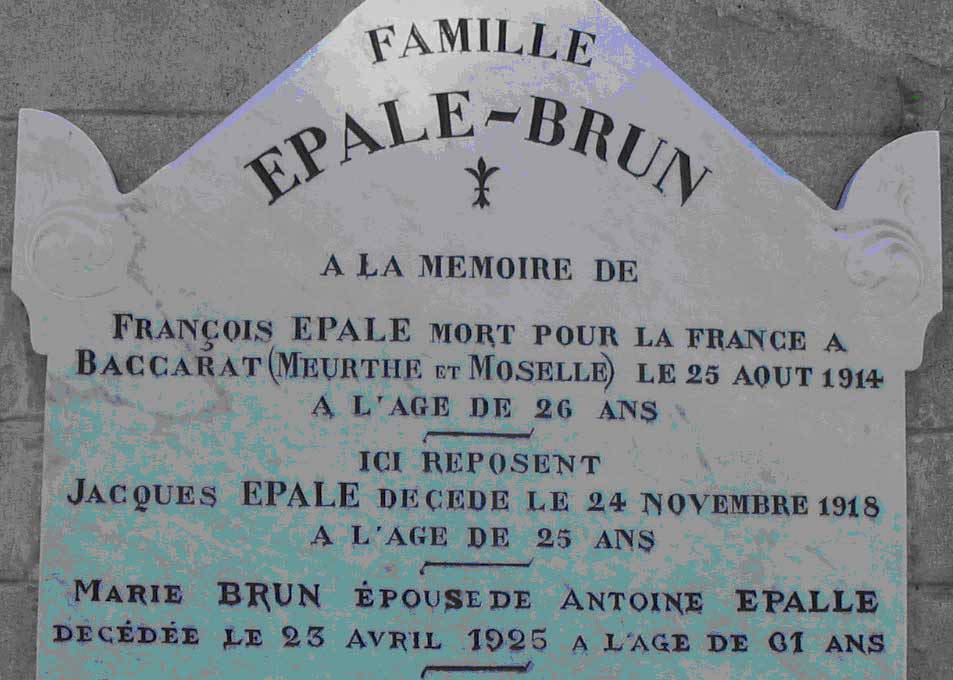 FAMILLE
EPALE-BRUN
A LA MEMOIRE DE
FRANÇOIS EPALE MORT POUR LA FRANCE A
BACCARAT (MEURTHE ET MOSELLE) LE 25 AOUT 1914
A L'AGE DE 26 ANS
ICI REPOSENT
JACQUES EPALE DECEDE LE 24 NOVEMBRE 1918
A L'AGE DE 25 ANS
MARIE BRUN ÉPOUSE DE ANTOINE EPALLE
DECÉDÉE LE 23 AVRIL 1925 A L'AGE DE 61 ANS